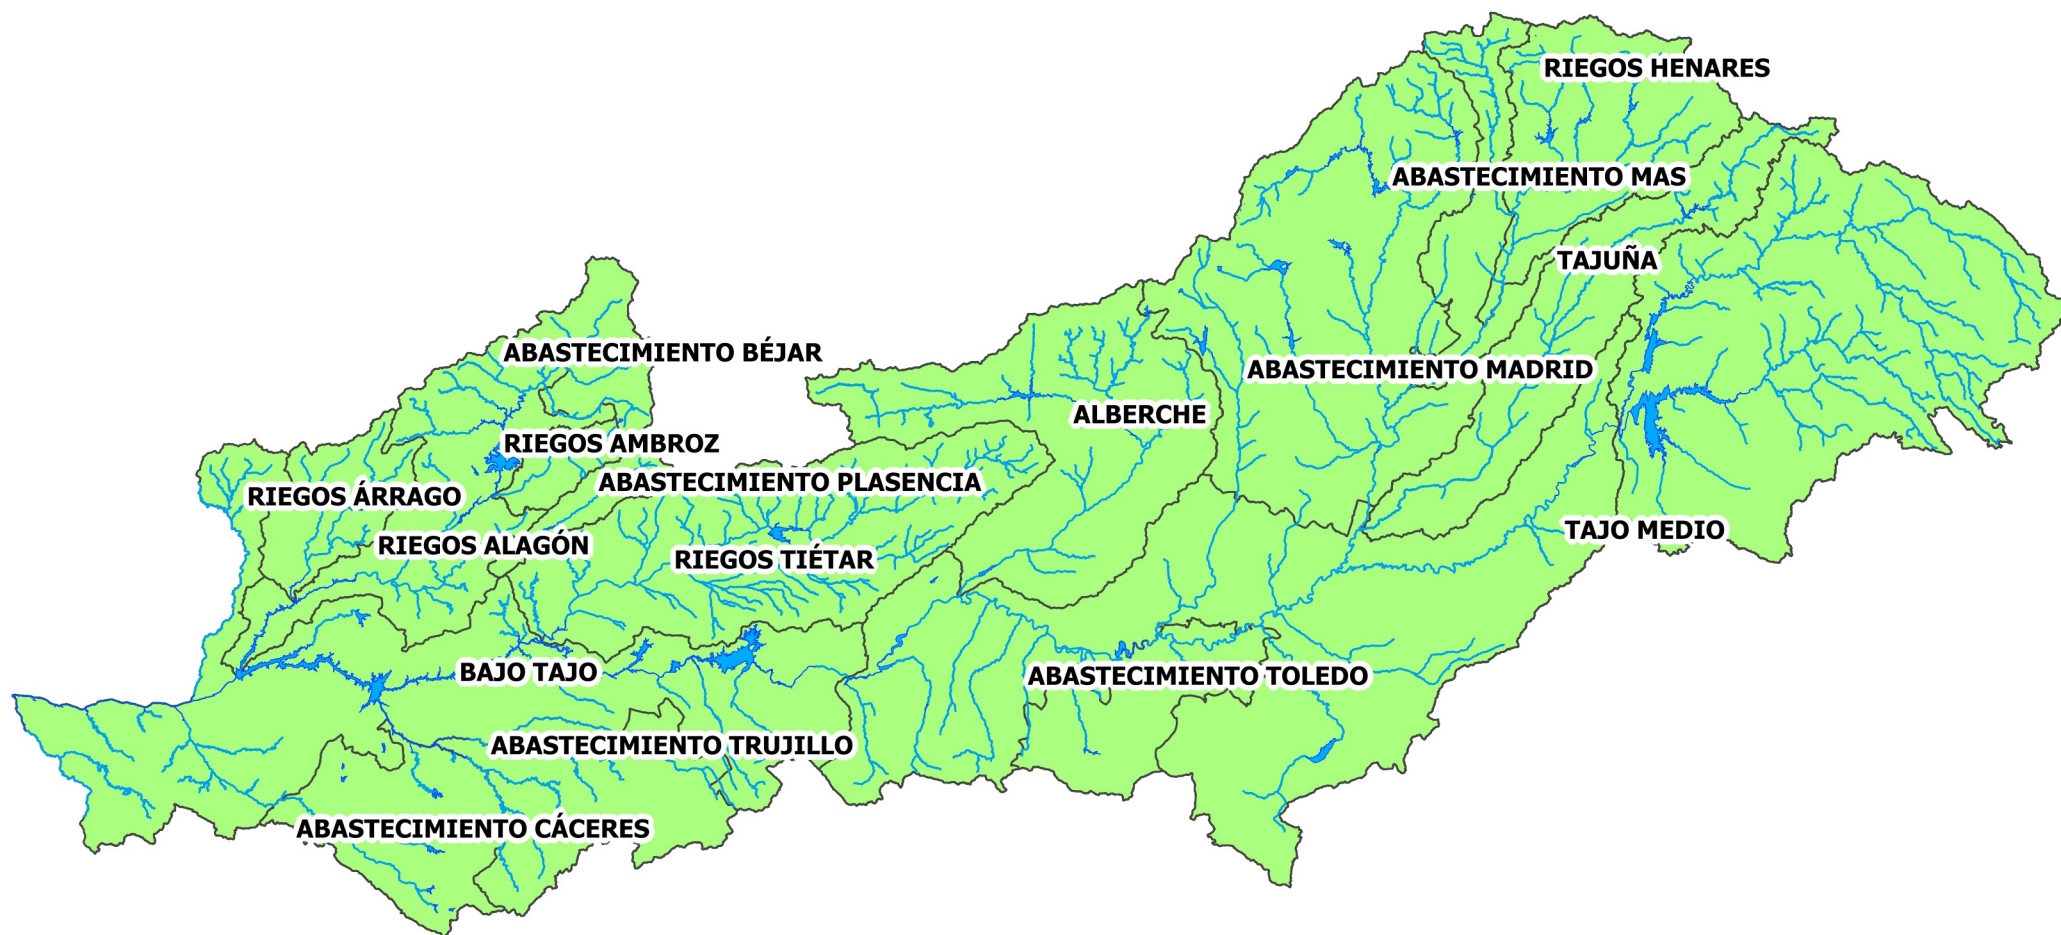 RIEGOS HENARES
ABASTECIMIENTO MAS
TAJUÑA
ABASTECIMIENTO BÉJAR
ABASTECIMIENTO MADRID
ALBERCHE
RIEGOS AMBROZ
ABASTECIMIENTO PLASENCIA
RIEGOS ÁRRAGO
TAJO MEDIO
RIEGOS ALAGÓN
RIEGOS TIÉTAR
BAJO TAJO
ABASTECIMIENTO TOLEDO
ABASTECIMIENTO TRUJILLO
ABASTECIMIENTO CÁCERES